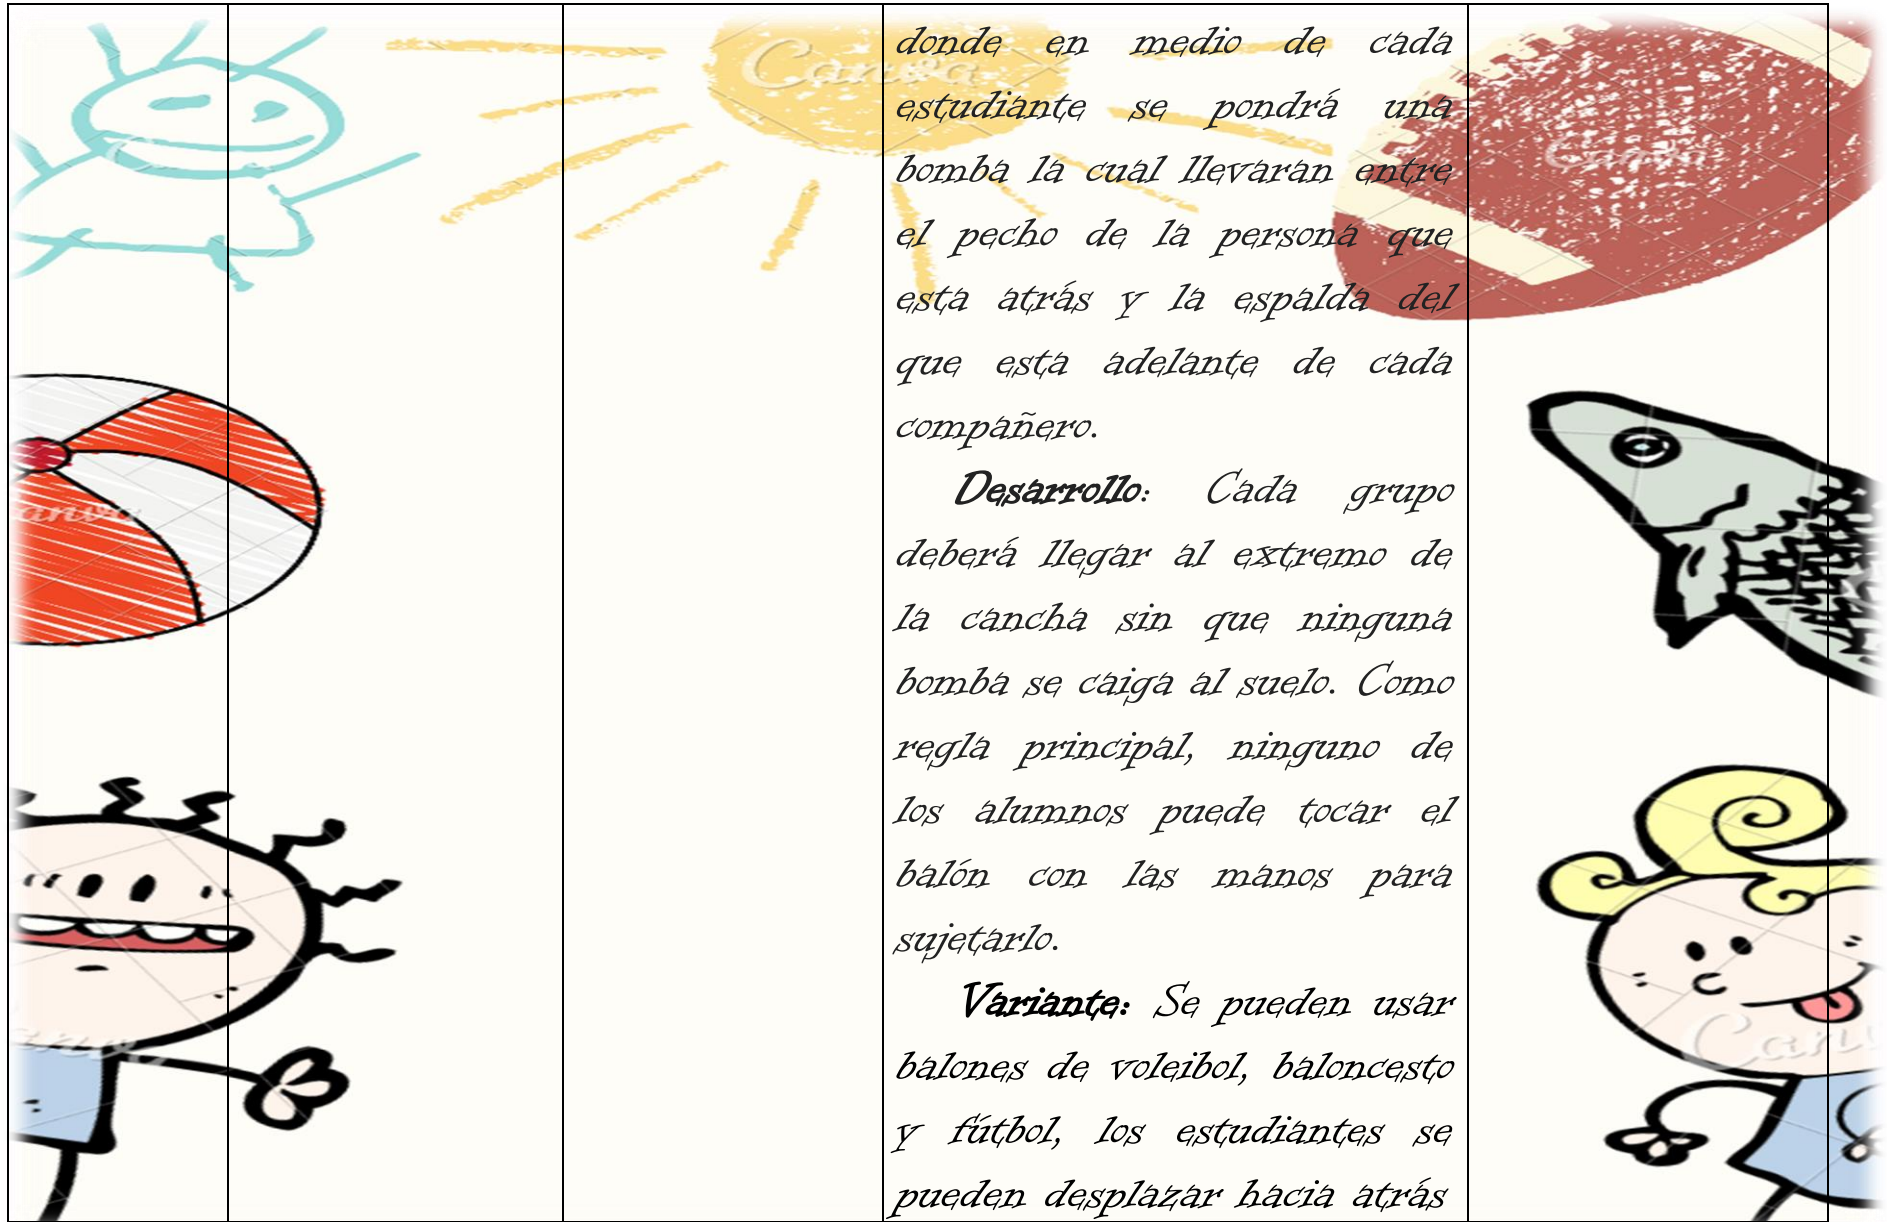 donde en medio de cada
estudiante se pondrá una
bomba la cual llevaran entre
el pecho de la persona que
esta atrás y la espalda del
que esta adelante de cada
compañero.
Desarrollo: Cada grupo
deberá llegar al extremo de
la cancha sin que ninguna
bomba se caiga al suelo. Como
regla principal, ninguno de
los alumnos puede tocar el
balón con las manos para
sujetarlo.
Variante: Se pueden usar
balones de voleibol, baloncesto
y fútbol, los estudiantes se
pueden desplazar hacia atrás
Canva
Canva